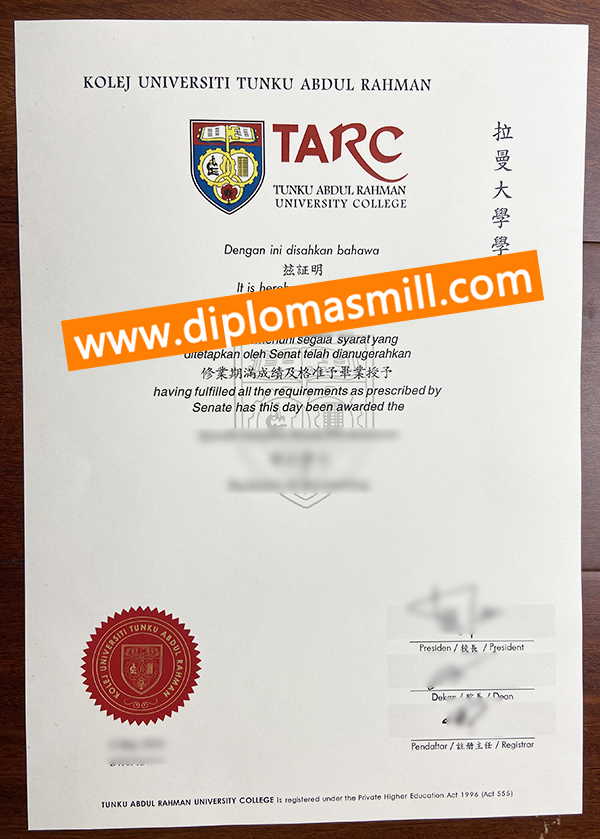 KOLEJ UNIVERSITI TUNKU ABDUL RAHMAN
TARC
TUNKU ABDUL RAHMAN
UNIVERSITY COLLEGE
拉曼大學學
Dengan ini disahkan bahawa
茲証明
It is
www.diplomasmill.com
segala syarat yang
ditetapkan oleh Senat telah dianugerahkan
修業期滿成績及格准予畢業授予
having fulfilled all the requirements as prescribed by
Senate has this day been awarded the
Presiden / 校長 / President
Dekan / 院長 / Dean
Pendaftar / 註册主任 / Registrar
KOLEJ UNIVERSITI TUNKU ABDUL RAHMAN
TUNKU ABDUL RAHMAN UNIVERSITY COLLEGE is registered under the Private Higher Education Act 1996 (Act 555)